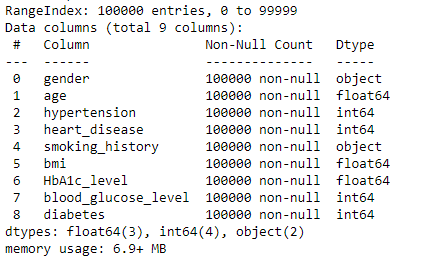 RangeIndex: 100000 entries, 0 to 99999
Data columns (total 9 columns):
 #   Column               Non-Null Count   Dtype
---  ------               --------------   -----
 0   gender               100000 non-null  object
 1   age                  100000 non-null  float64
 2   hypertension         100000 non-null  int64
 3   heart_disease        100000 non-null  int64
 4   smoking_history      100000 non-null  object
 5   bmi                  100000 non-null  float64
 6   HbA1c_level          100000 non-null  float64
 7   blood_glucose_level  100000 non-null  int64
 8   diabetes             100000 non-null  int64
dtypes: float64(3), int64(4), object(2)
memory usage: 6.9+ MB